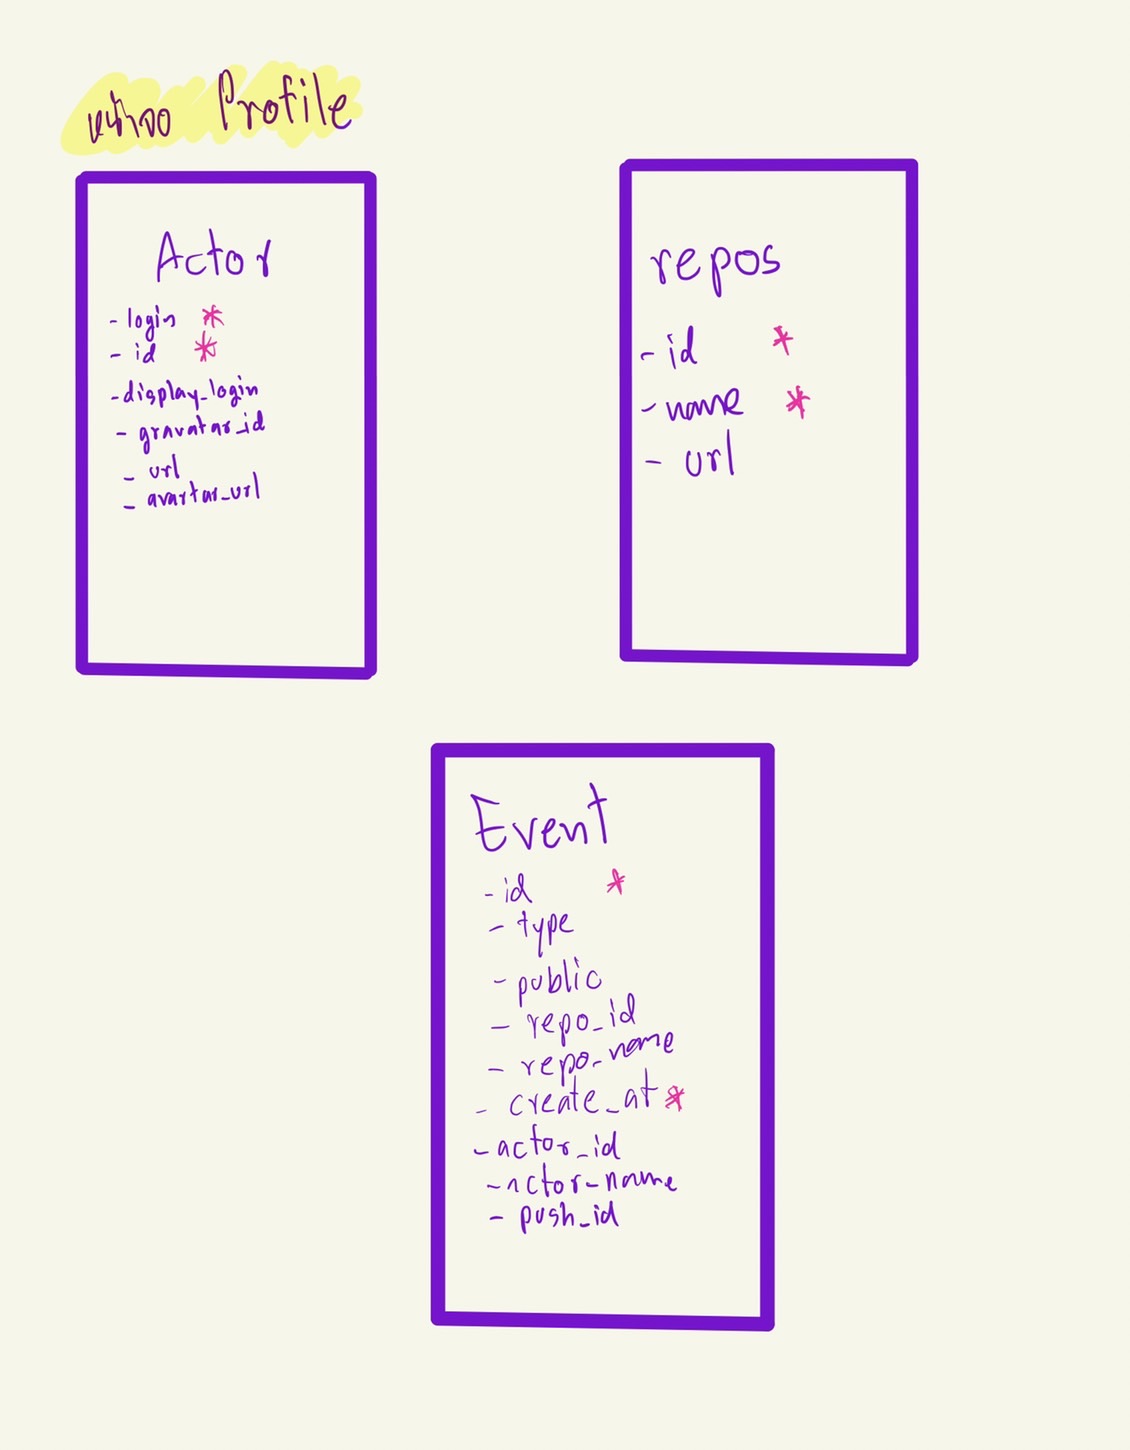 หน้าจอ Profile
Actor
- login *
- id *
- display_login
- gravatar_id
- url
- avartar_url
repos
- id *
- name *
- url
Event
- id *
- type
- public
- repo_id
- repo_name
- create_at *
- actor_id
- actor_name
- push_id